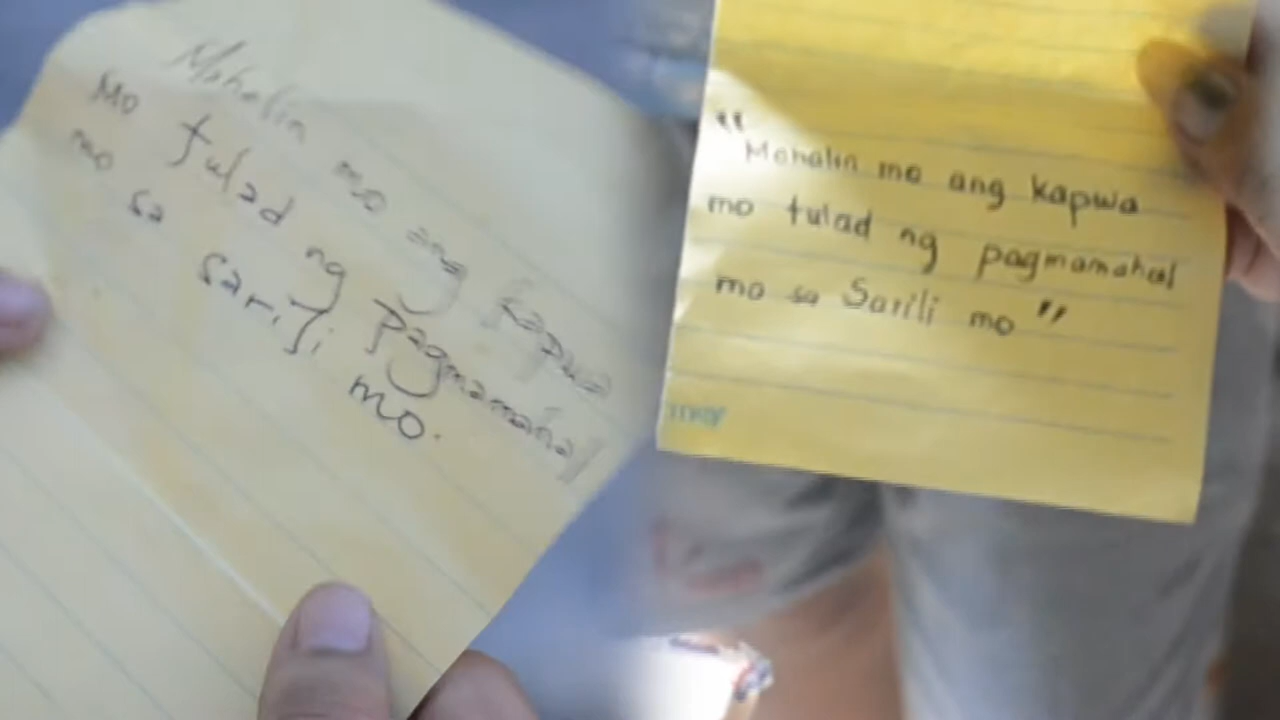 Mahalin mo ang kapwa
Mo tulad ng Pagmamahal
mo sa sarili mo.
"Mahalin mo ang kapwa
mo tulad ng pagmamahal
mo sa Sarili mo"